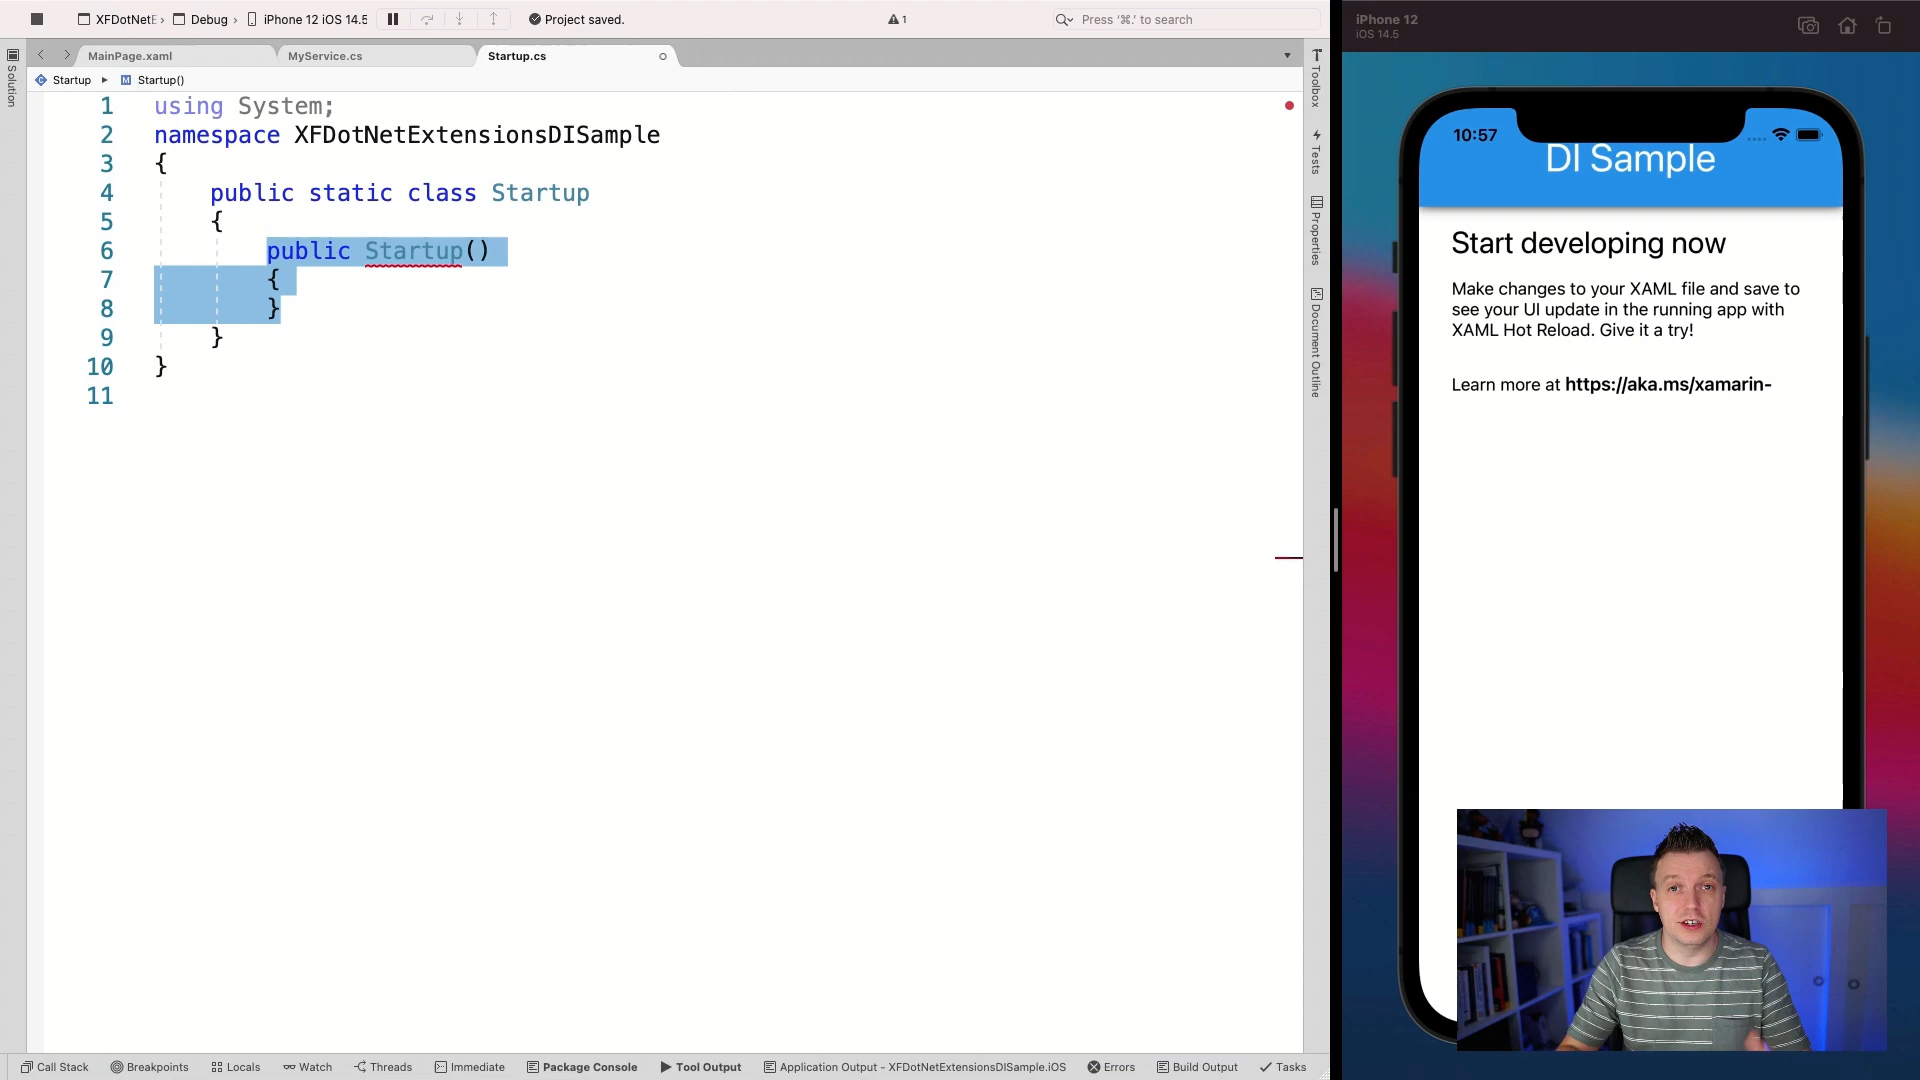 XFDotNetE
Debug
iPhone 12 iOS 14.5
Project saved.
1
Press ‘⌘.’ to search
MainPage.xaml
MyService.cs
Startup.cs
Startup
Startup()
Solution
1 using System;
2 namespace XFDotNetExtensionsDISample
3 {
4 public static class Startup
5 {
6 public Startup()
7 {
8 }
9 }
10 }
11
Toolbox
Tests
Properties
Document Outline
Call Stack
Breakpoints
Locals
Watch
Threads
Immediate
Package Console
Tool Output
Application Output - XFDotNetExtensionsDISample.iOS
Errors
Build Output
Tasks
iPhone 12
iOS 14.5
10:57
DI Sample
Start developing now
Make changes to your XAML file and save to
see your UI update in the running app with
XAML Hot Reload. Give it a try!
Learn more at https://aka.ms/xamarin-